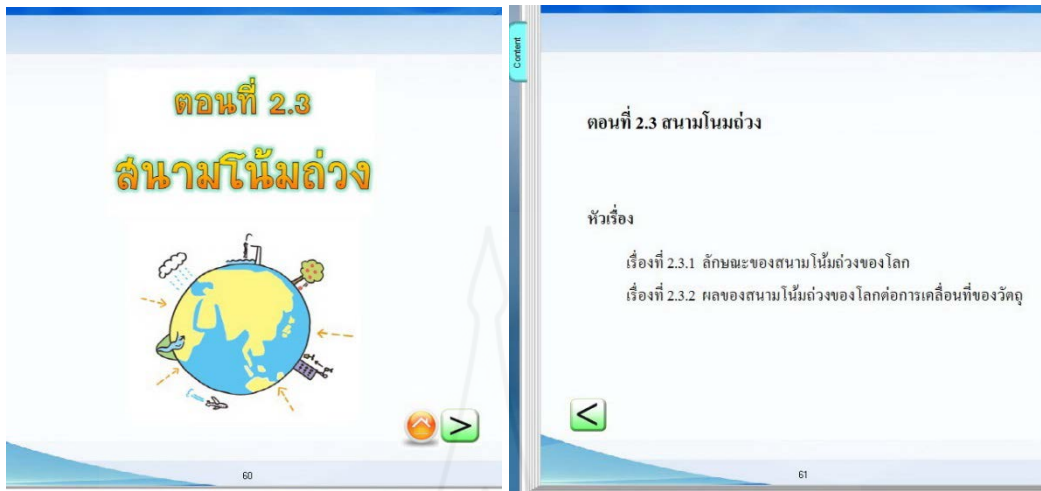 ตอนที่ 2.3
สนามโน้มถ่วง
60
Content
ตอนที่ 2.3 สนามโนมถ่วง
หัวเรื่อง
เรื่องที่ 2.3.1 ลักษณะของสนามโน้มถ่วงของโลก
เรื่องที่ 2.3.2 ผลของสนามโน้มถ่วงของโลกต่อการเคลื่อนที่ของวัตถุ
61